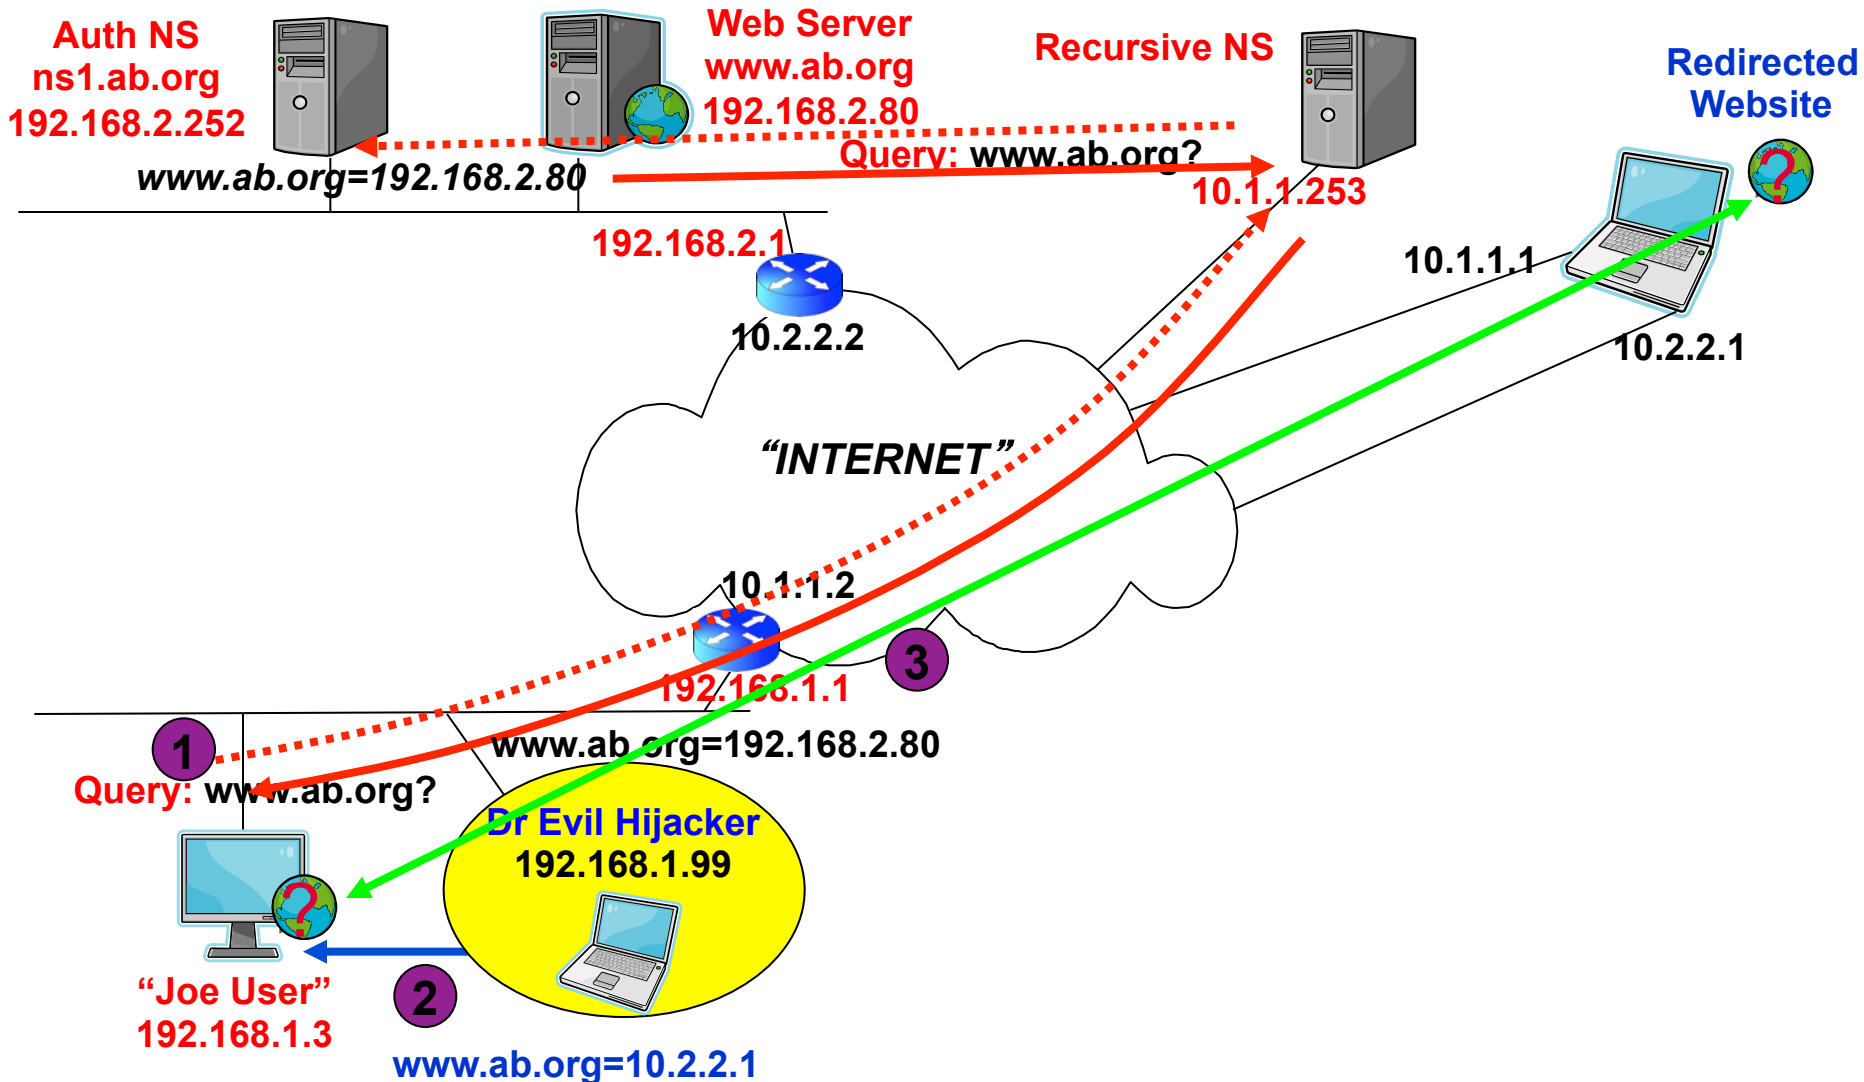 Auth NS
ns1.ab.org
192.168.2.252
Web Server
www.ab.org
192.168.2.80
Recursive NS
Redirected
Website
Query: www.ab.org?
www.ab.org=192.168.2.80
10.1.1.253
192.168.2.1
10.1.1.1
10.2.2.2
10.2.2.1
“INTERNET”
10.1.1.2
3
192.168.1.1
1
www.ab.org=192.168.2.80
Query: www.ab.org?
Dr Evil Hijacker
192.168.1.99
?
?
“Joe User”
192.168.1.3
2
www.ab.org=10.2.2.1